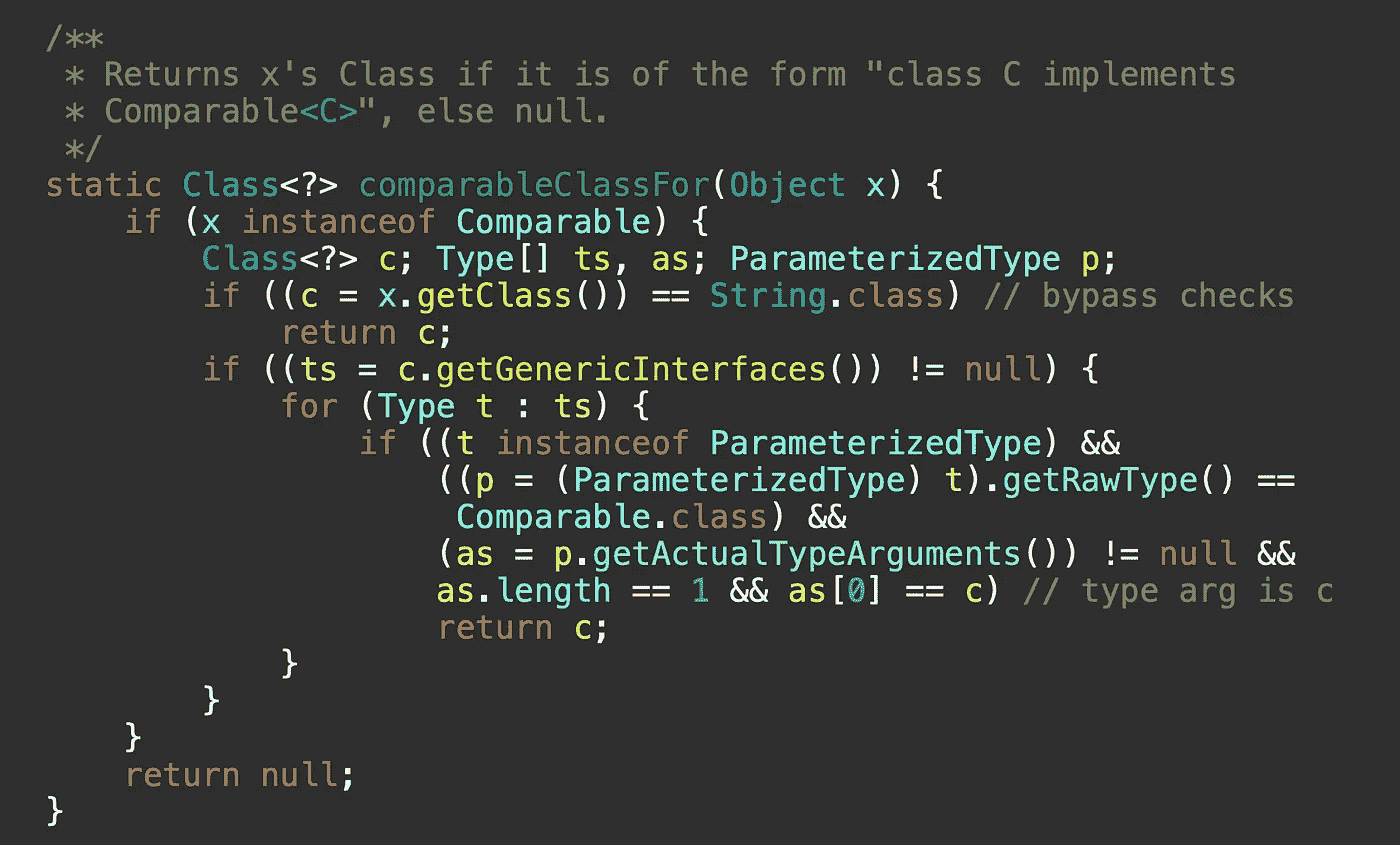 /**
 * Returns x's Class if it is of the form "class C implements
 * Comparable<C>", else null.
 */
static Class<?> comparableClassFor(Object x) {
    if (x instanceof Comparable) {
        Class<?> c; Type[] ts, as; ParameterizedType p;
        if ((c = x.getClass()) == String.class) // bypass checks
            return c;
        if ((ts = c.getGenericInterfaces()) != null) {
            for (Type t : ts) {
                if ((t instanceof ParameterizedType) &&
                    ((p = (ParameterizedType) t).getRawType() ==
                     Comparable.class) &&
                    (as = p.getActualTypeArguments()) != null &&
                    as.length == 1 && as[0] == c) // type arg is c
                    return c;
            }
        }
    }
    return null;
}